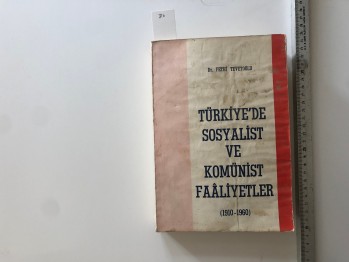 Dr. FETHİ TEVETOĞLU
TÜRKİYE'DE
SOSYALİST
VE
KOMÜNİST
FAÂLİYETLER
(1910-1960)